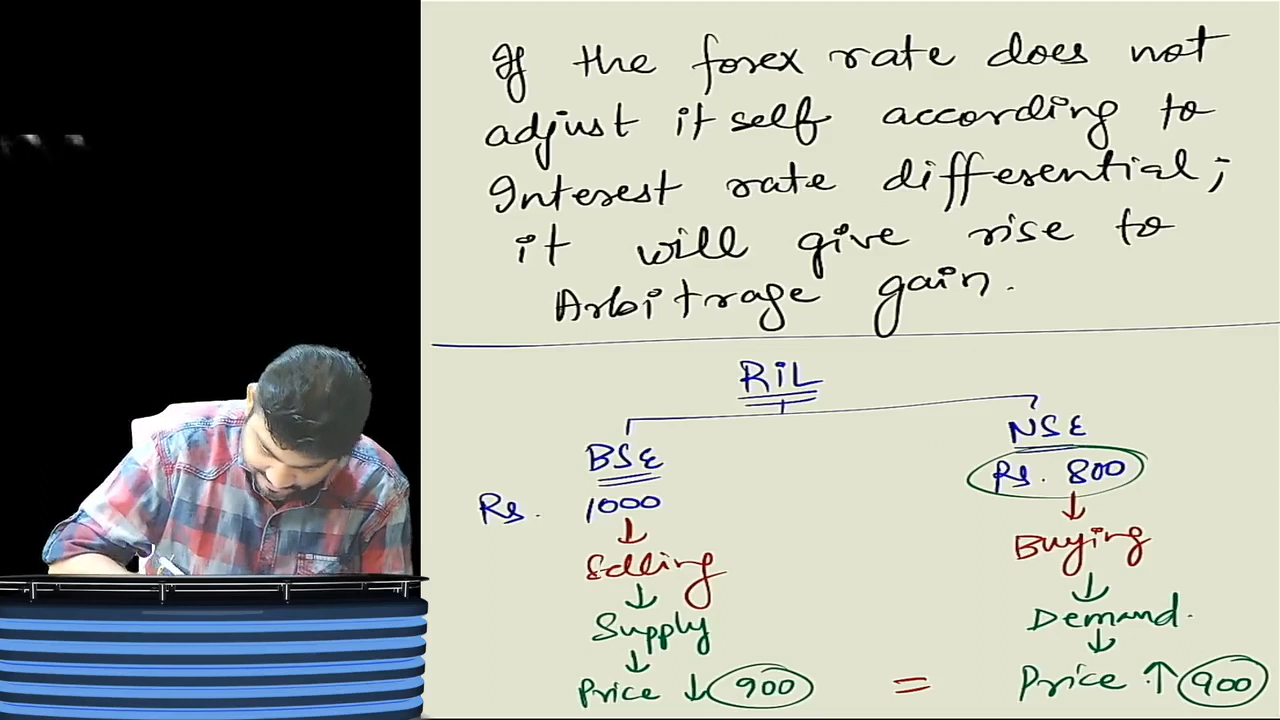 If the forex rate does not
adjust itself according to
Interest rate differential;
it will give rise to
Arbitrage gain.
RIL
BSE NSE
Rs. 1000 Rs. 800
↓ ↓
Selling Buying
↓ ↓
Supply Demand.
↓ ↓
Price ↓ 900 = Price ↑ 900